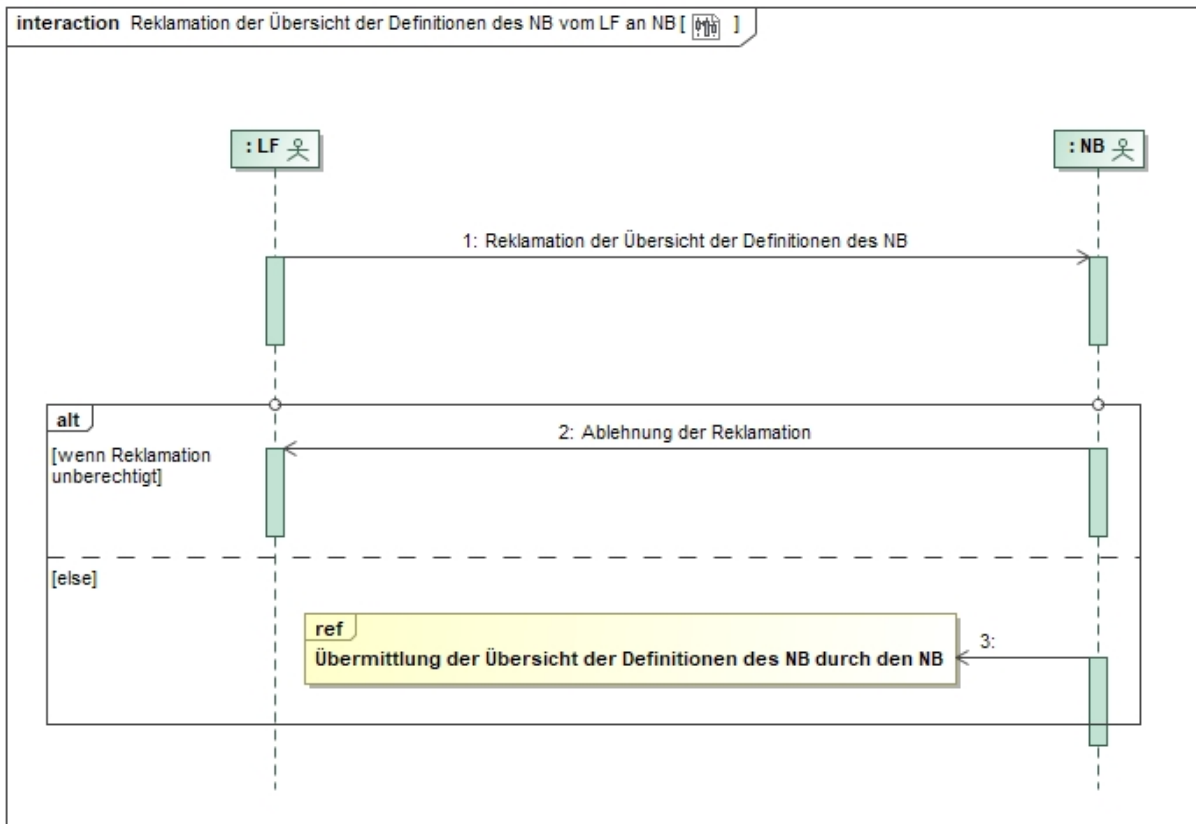 interaction Reklamation der Übersicht der Definitionen des NB vom LF an NB [ ]
: LF
: NB
1: Reklamation der Übersicht der Definitionen des NB
alt
2: Ablehnung der Reklamation
[wenn Reklamation
unberechtigt]
[else]
ref
3:
Übermittlung der Übersicht der Definitionen des NB durch den NB